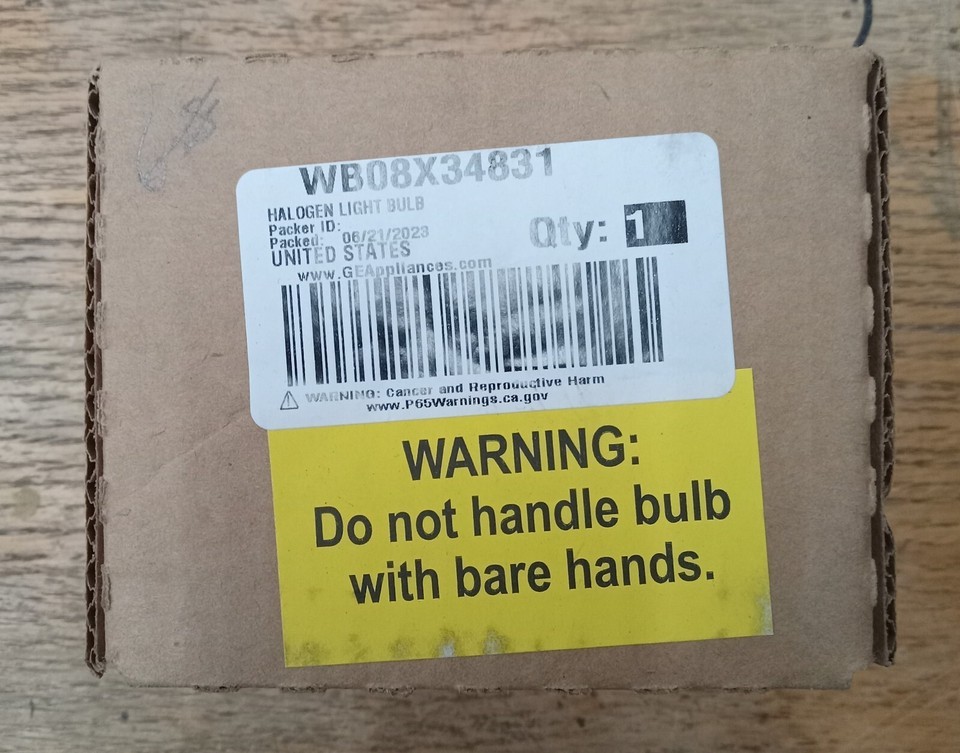 WB08X34831
HALOGEN LIGHT BULB
Packer ID:
Packed: 06/21/2023
Qty: 1
UNITED STATES
www.GEAppliances.com
WARNING: Cancer and Reproductive Harm
www.P65Warnings.ca.gov
WARNING:
Do not handle bulb
with bare hands.